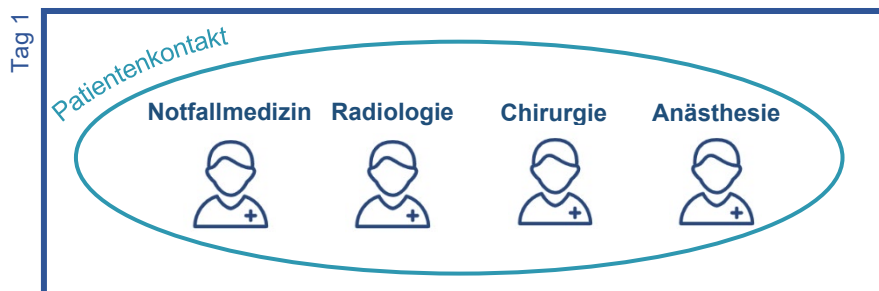 Tag 1
Patientenkontakt
Notfallmedizin Radiologie Chirurgie Anästhesie